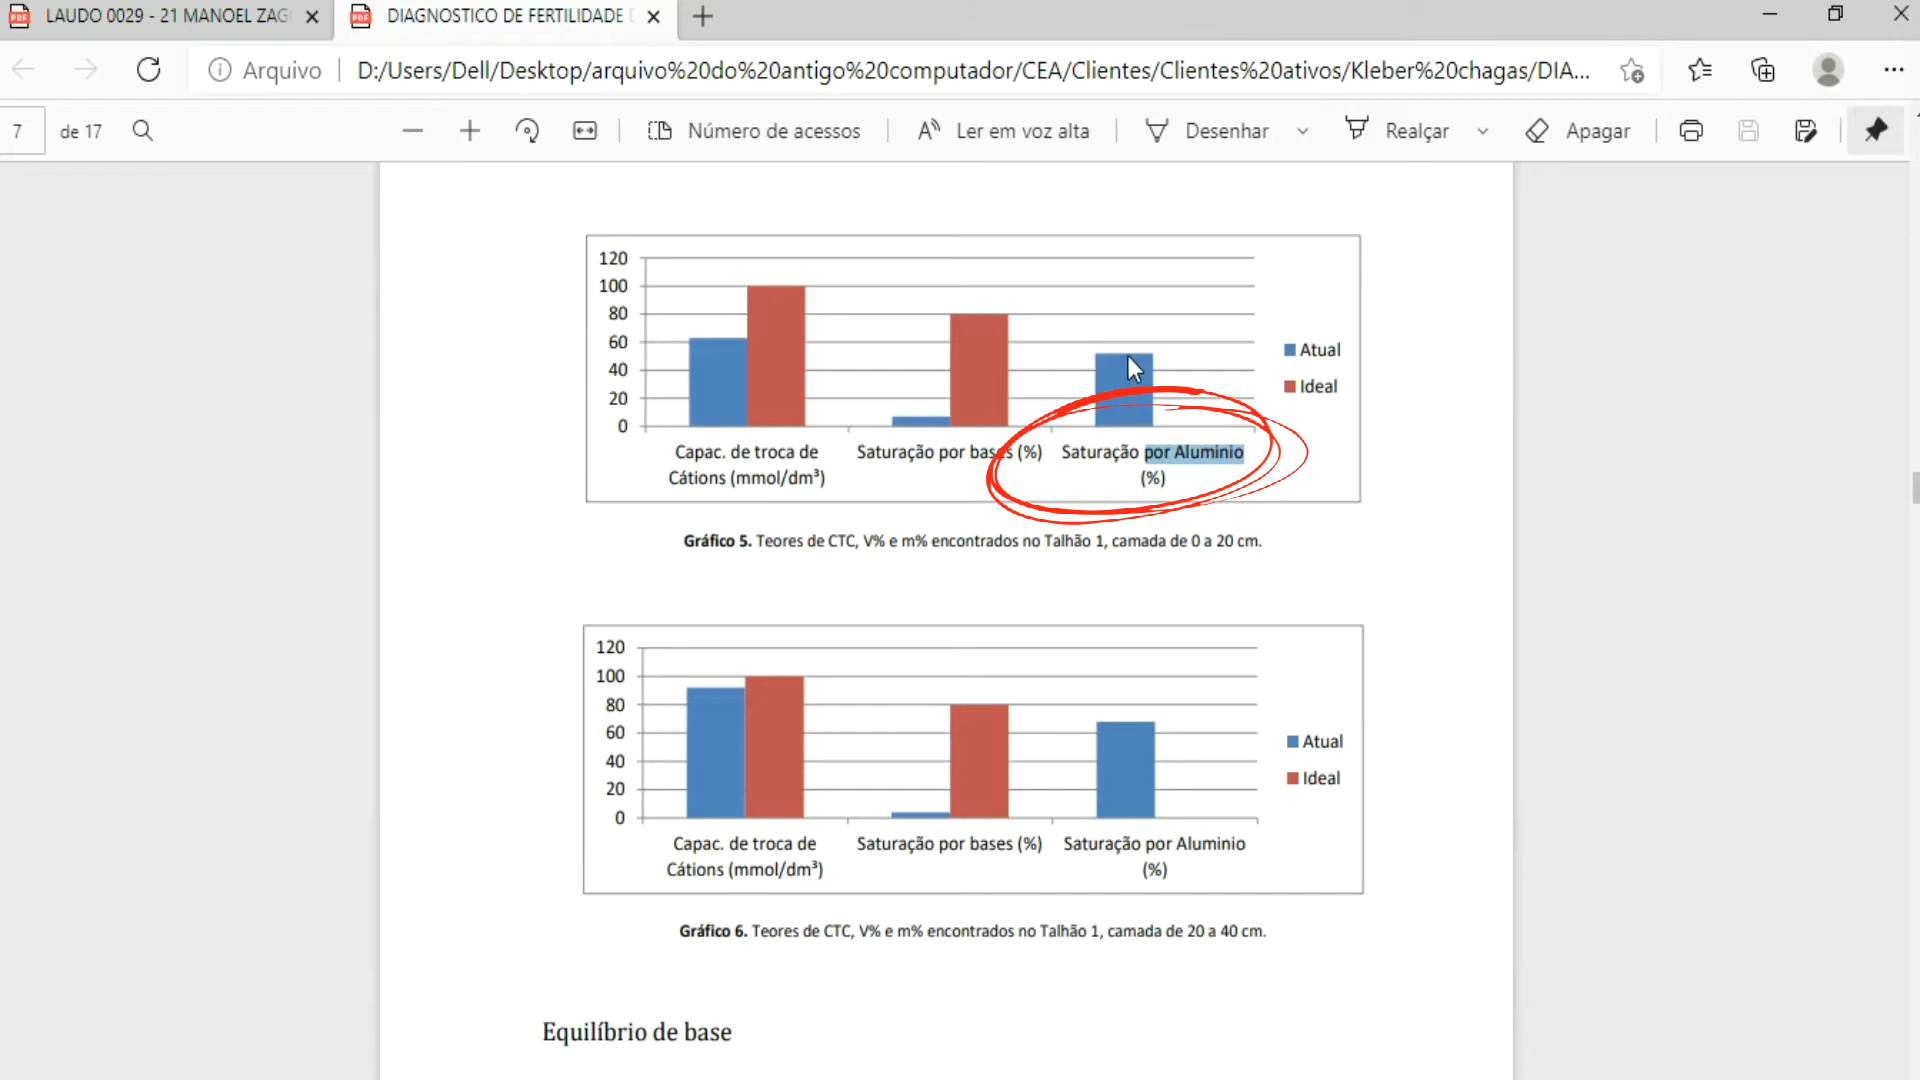 LAUDO 0029 - 21 MANOEL ZAG
DIAGNOSTICO DE FERTILIDADE D
Arquivo
D:/Users/Dell/Desktop/arquivo%20do%20antigo%20computador/CEA/Clientes/Clientes%20ativos/Kleber%20chagas/DIA...
7 de 17
Número de acessos
Ler em voz alta
Desenhar
Realçar
Apagar
120
100
80
60
40
20
0
Atual
Ideal
Capac. de troca de Cátions (mmol/dm³)
Saturação por bases (%)
Saturação por Aluminio (%)
Gráfico 5. Teores de CTC, V% e m% encontrados no Talhão 1, camada de 0 a 20 cm.
120
100
80
60
40
20
0
Atual
Ideal
Capac. de troca de Cátions (mmol/dm³)
Saturação por bases (%)
Saturação por Aluminio (%)
Gráfico 6. Teores de CTC, V% e m% encontrados no Talhão 1, camada de 20 a 40 cm.
Equilíbrio de base